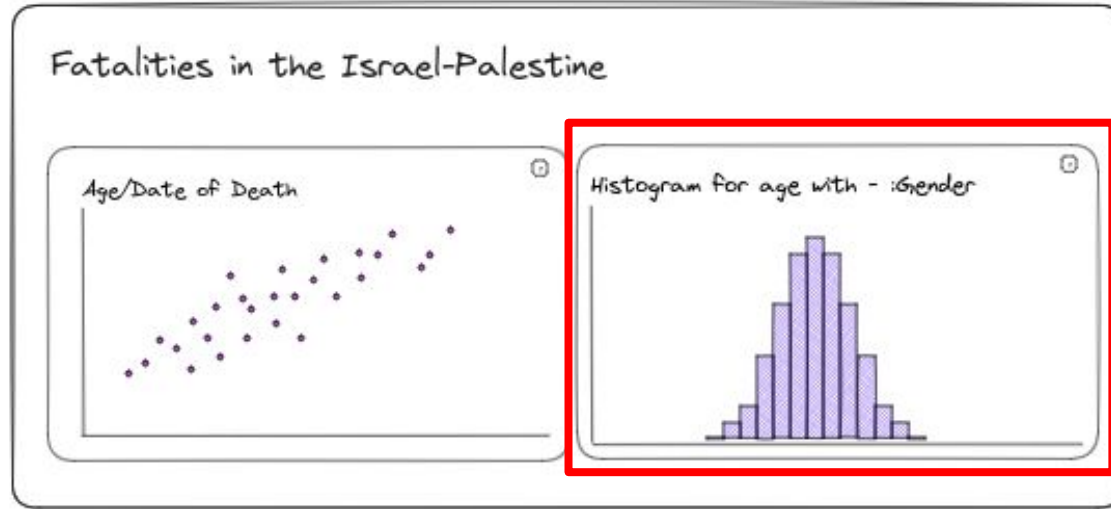 Fatalities in the Israel-Palestine
Age/Date of Death
Histogram for age with - :Gender